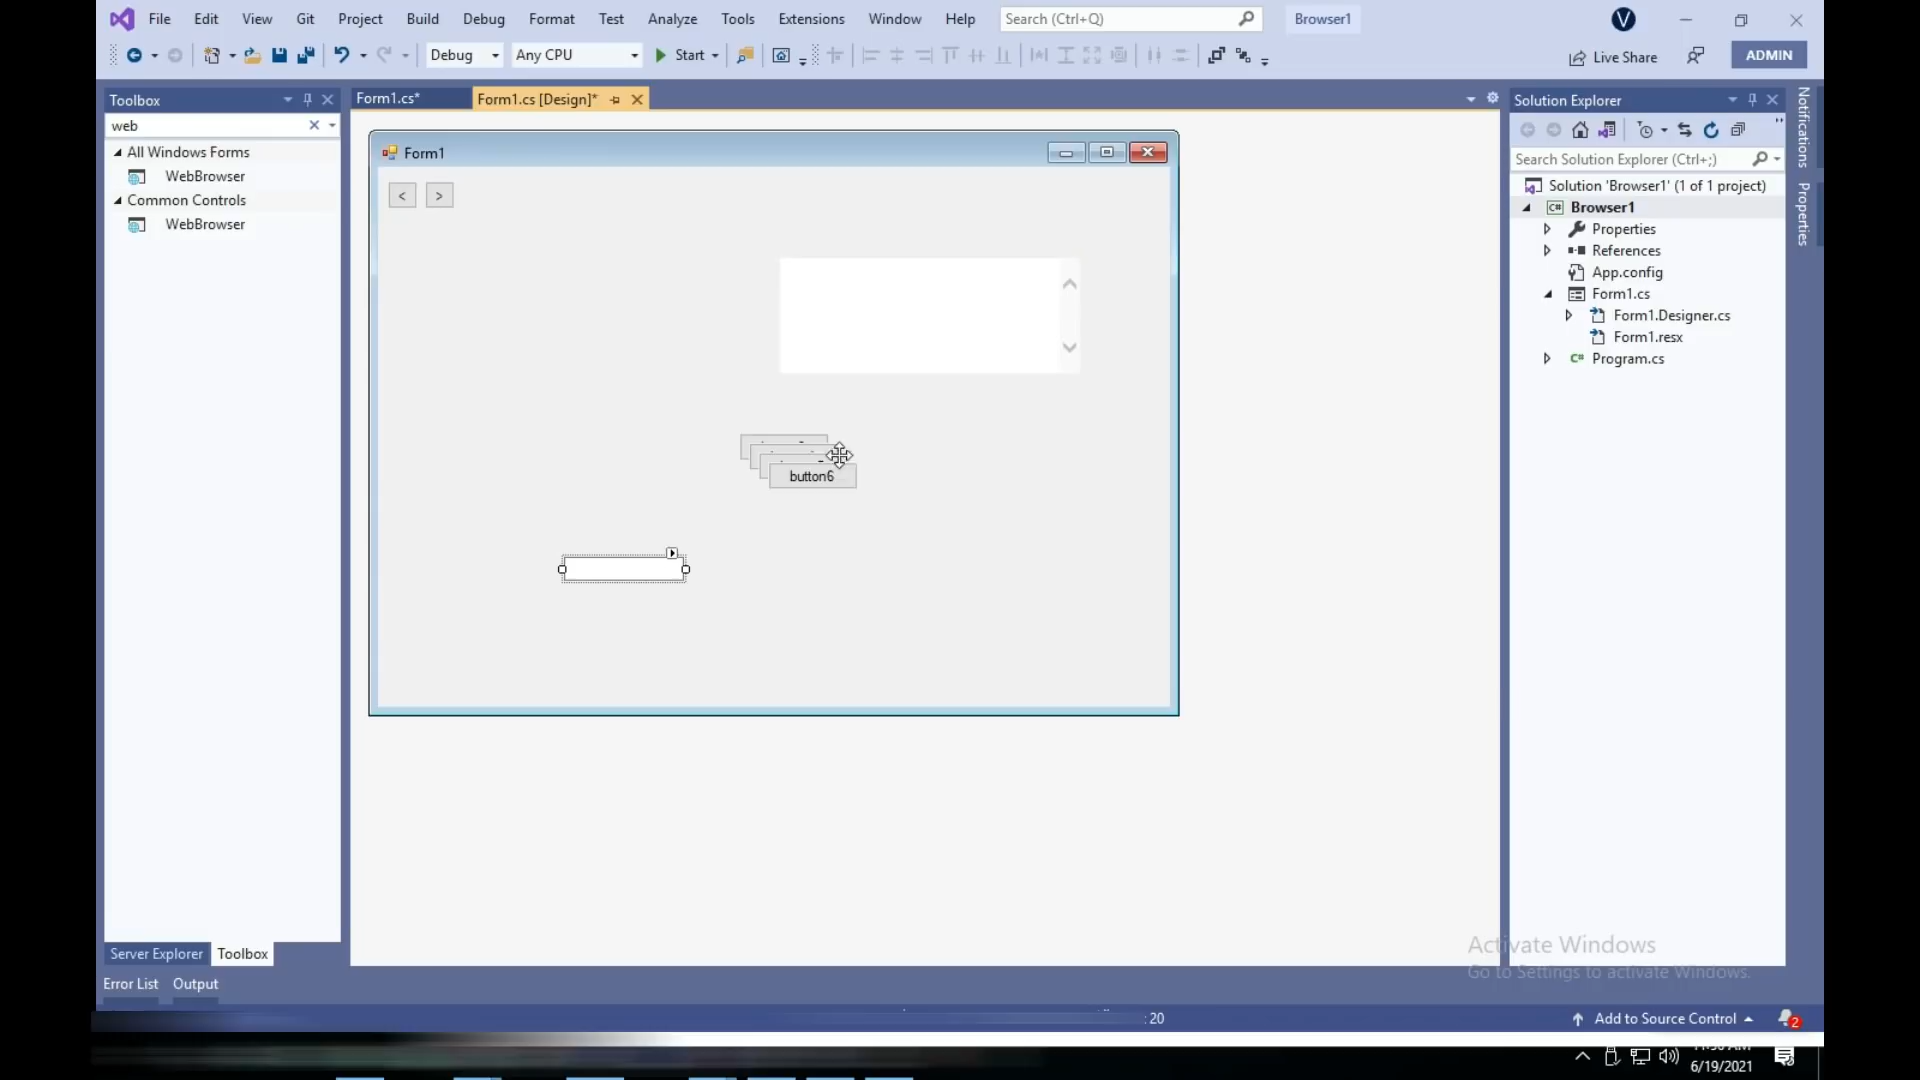 File Edit View Git Project Build Debug Format Test Analyze Tools Extensions Window Help Search (Ctrl+Q) Browser1 V
Debug Any CPU Start Live Share ADMIN
Toolbox
web
All Windows Forms
WebBrowser
Common Controls
WebBrowser
Server Explorer Toolbox
Error List Output
Form1.cs* Form1.cs [Design]*
Form1
< >
button6
Solution Explorer
Search Solution Explorer (Ctrl+;)
Solution 'Browser1' (1 of 1 project)
C# Browser1
Properties
References
App.config
Form1.cs
Form1.Designer.cs
Form1.resx
C# Program.cs
Notifications
Properties
Activate Windows
Go to Settings to activate Windows.
: 20
Add to Source Control 2
6/19/2021